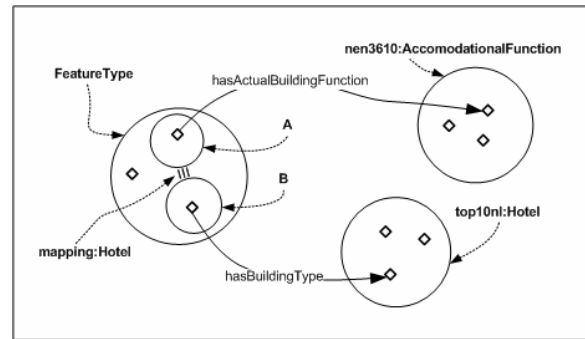 nen3610:AccomodationalFunction
FeatureType
hasActualBuildingFunction
A
B
top10nl:Hotel
mapping:Hotel
hasBuildingType